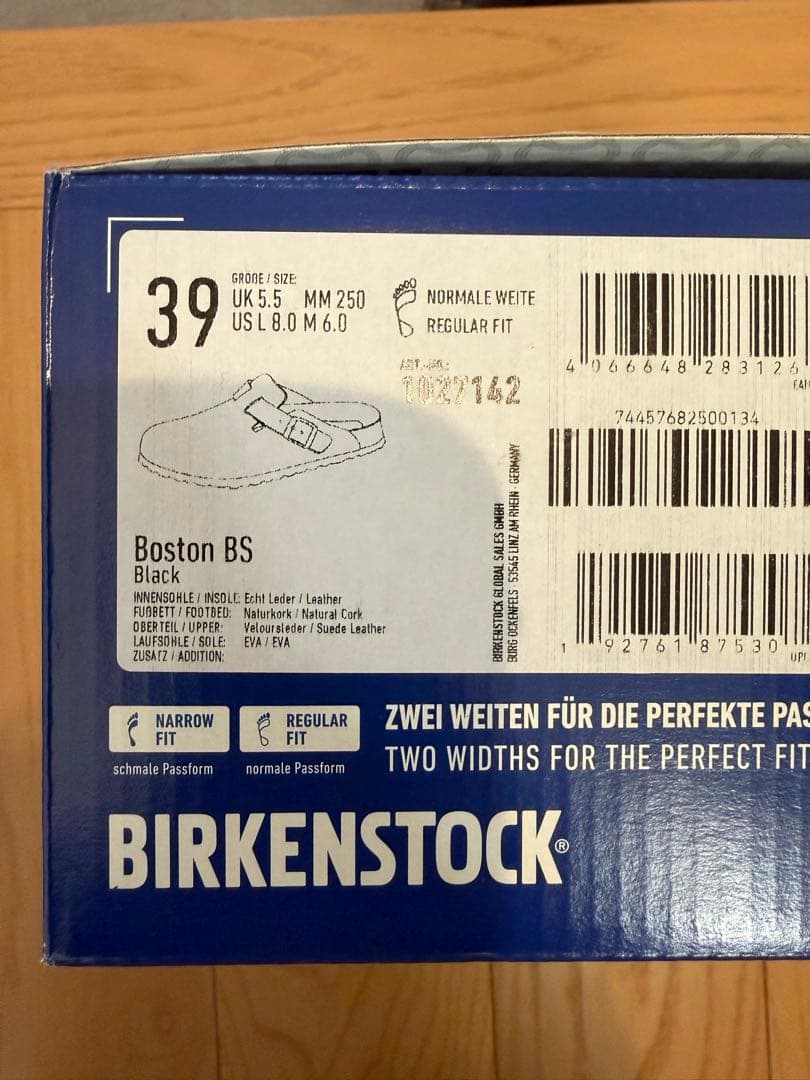 39
GRÖßE / SIZE:
UK 5.5 MM 250
US L 8.0 M 6.0
NORMALE WEITE
REGULAR FIT
ART.-NR.:
1027142
4 066648 283126
74457682500134
BIRKENSTOCK GLOBAL SALES GMBH
BURG OCKENFELS · 53545 LINZ AM RHEIN · GERMANY
Boston BS
Black
INNENSOHLE / INSOLE: Echt Leder / Leather
FUßBETT / FOOTBED: Naturkork / Natural Cork
OBERTEIL / UPPER: Veloursleder / Suede Leather
LAUFSOHLE / SOLE: EVA / EVA
ZUSATZ / ADDITION:
1 92761 87530
UPC
NARROW
FIT
schmale Passform
REGULAR
FIT
normale Passform
ZWEI WEITEN FÜR DIE PERFEKTE PAS
TWO WIDTHS FOR THE PERFECT FIT
BIRKENSTOCK®